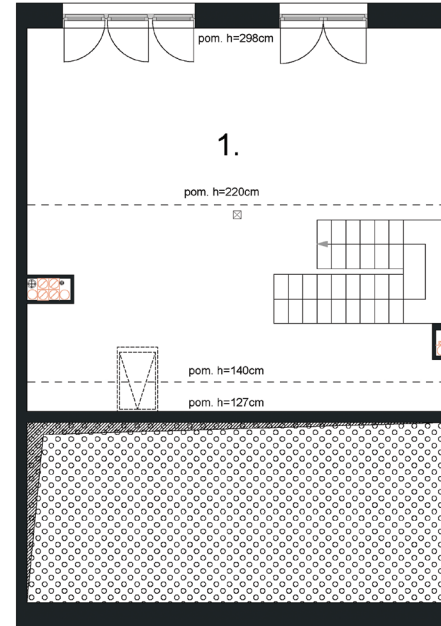 pom. h=298cm
1.
pom. h=220cm
pom. h=140cm
pom. h=127cm